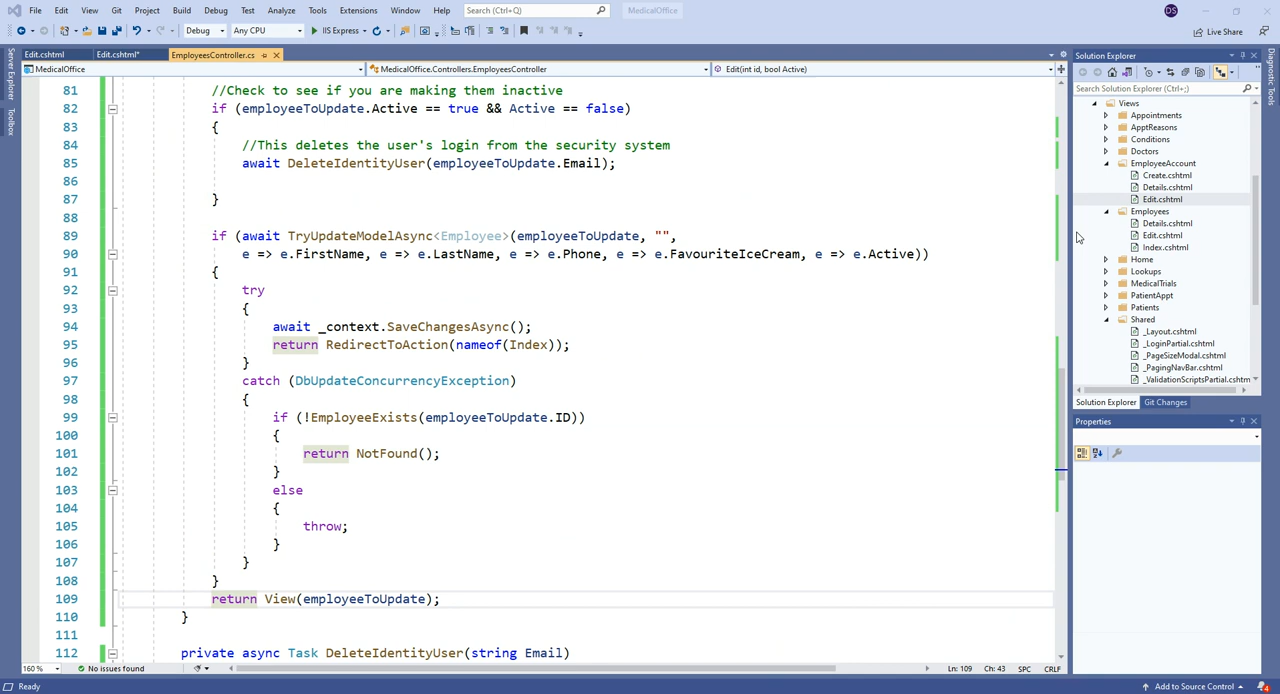 File Edit View Git Project Build Debug Test Analyze Tools Extensions Window Help Search (Ctrl+Q) MedicalOffice DS
Debug Any CPU IIS Express Live Share
Server Explorer
Toolbox
Diagnostic Tools
Edit.cshtml Edit.cshtml* EmployeesController.cs
MedicalOffice MedicalOffice.Controllers.EmployeesController Edit(int id, bool Active)
81 //Check to see if you are making them inactive
82 if (employeeToUpdate.Active == true && Active == false)
83 {
84 //This deletes the user's login from the security system
85 await DeleteIdentityUser(employeeToUpdate.Email);
86
87 }
88
89 if (await TryUpdateModelAsync<Employee>(employeeToUpdate, "",
90 e => e.FirstName, e => e.LastName, e => e.Phone, e => e.FavouriteIceCream, e => e.Active))
91 {
92 try
93 {
94 await _context.SaveChangesAsync();
95 return RedirectToAction(nameof(Index));
96 }
97 catch (DbUpdateConcurrencyException)
98 {
99 if (!EmployeeExists(employeeToUpdate.ID))
100 {
101 return NotFound();
102 }
103 else
104 {
105 throw;
106 }
107 }
108 }
109 return View(employeeToUpdate);
110 }
111
112 private async Task DeleteIdentityUser(string Email)
160 % No issues found Ln: 109 Ch: 43 SPC CRLF
Solution Explorer
Search Solution Explorer (Ctrl+;)
Views
Appointments
ApptReasons
Conditions
Doctors
EmployeeAccount
Create.cshtml
Details.cshtml
Edit.cshtml
Employees
Details.cshtml
Edit.cshtml
Index.cshtml
Home
Lookups
MedicalTrials
PatientAppt
Patients
Shared
_Layout.cshtml
_LoginPartial.cshtml
_PageSizeModal.cshtml
_PagingNavBar.cshtml
_ValidationScriptsPartial.cshtm
Solution Explorer Git Changes
Properties
Ready Add to Source Control 4